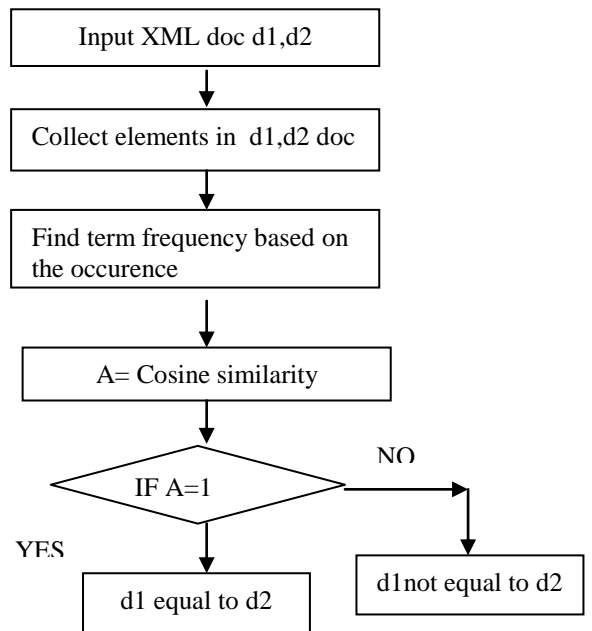 Input XML doc d1,d2
Collect elements in d1,d2 doc
Find term frequency based on
the occurence
A= Cosine similarity
IF A=1
NO
YES
d1not equal to d2
d1 equal to d2